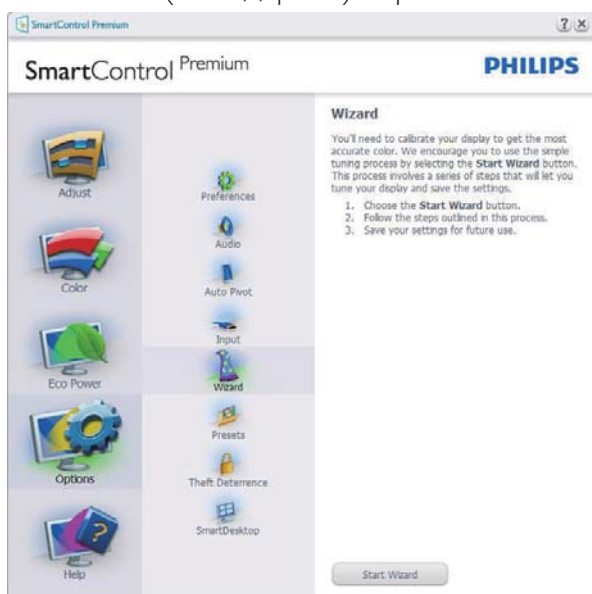 SmartControl Premium
SmartControl Premium
PHILIPS
Adjust
Color
Eco Power
Options
Help
Preferences
Audio
Auto Pivot
Input
Wizard
Presets
Theft Deterrence
SmartDesktop
Wizard
You'll need to calibrate your display to get the most
accurate color. We encourage you to use the simple
tuning process by selecting the Start Wizard button.
This process involves a series of steps that will let you
tune your display and save the settings.
1. Choose the Start Wizard button.
2. Follow the steps outlined in this process.
3. Save your settings for future use.
Start Wizard